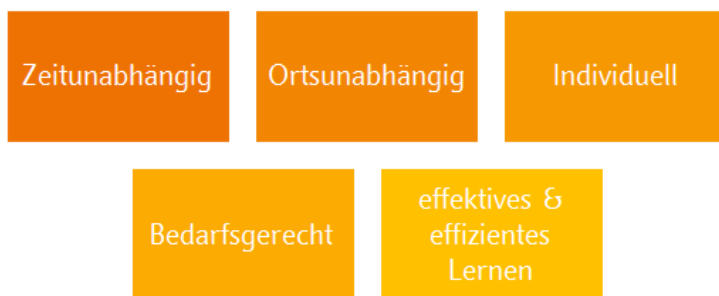 Zeitunabhängig
Ortsunabhängig
Individuell
Bedarfsgerecht
effektives &
effizientes
Lernen